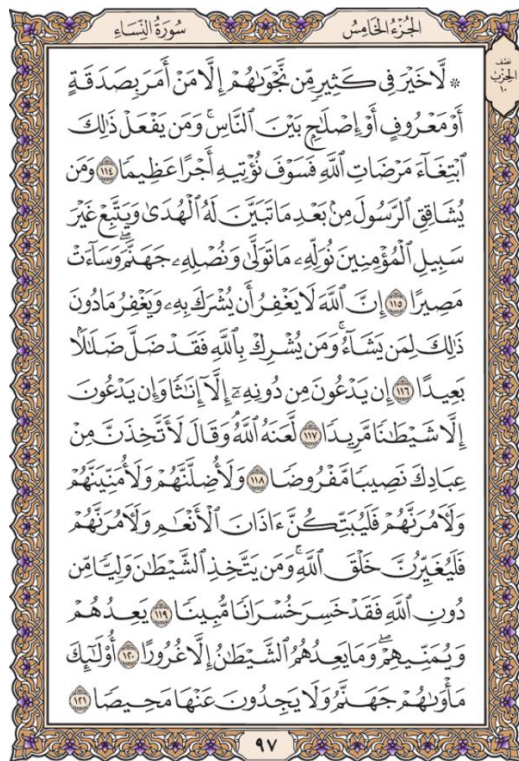 الجُزْءُ الخَامِسُ
سُورَةُ النِّسَاءِ
نصف
الحزب
١٠
۞ لَّا خَيْرَ فِي كَثِيرٍ مِّن نَّجْوَىٰهُمْ إِلَّا مَنْ أَمَرَ بِصَدَقَةٍ
أَوْ مَعْرُوفٍ أَوْ إِصْلَٰحٍۭ بَيْنَ ٱلنَّاسِۚ وَمَن يَفْعَلْ ذَٰلِكَ
ٱبْتِغَآءَ مَرْضَاتِ ٱللَّهِ فَسَوْفَ نُؤْتِيهِ أَجْرًا عَظِيمًا ١١٤ وَمَن
يُشَاقِقِ ٱلرَّسُولَ مِنۢ بَعْدِ مَا تَبَيَّنَ لَهُ ٱلْهُدَىٰ وَيَتَّبِعْ غَيْرَ
سَبِيلِ ٱلْمُؤْمِنِينَ نُوَلِّهِۦ مَا تَوَلَّىٰ وَنُصْلِهِۦ جَهَنَّمَۖ وَسَآءَتْ
مَصِيرًا ١١٥ إِنَّ ٱللَّهَ لَا يَغْفِرُ أَن يُشْرَكَ بِهِۦ وَيَغْفِرُ مَا دُونَ
ذَٰلِكَ لِمَن يَشَآءُۚ وَمَن يُشْرِكْ بِٱللَّهِ فَقَدْ ضَلَّ ضَلَٰلًۢا
بَعِيدًا ١١٦ إِن يَدْعُونَ مِن دُونِهِۦٓ إِلَّآ إِنَٰثًا وَإِن يَدْعُونَ
إِلَّا شَيْطَٰنًا مَّرِيدًا ١١٧ لَّعَنَهُ ٱللَّهُۘ وَقَالَ لَأَتَّخِذَنَّ مِنْ
عِبَادِكَ نَصِيبًا مَّفْرُوضًا ١١٨ وَلَأُضِلَّنَّهُمْ وَلَأُمَنِّيَنَّهُمْ
وَلَءَامُرَنَّهُمْ فَلَيُبَتِّكُنَّ ءَاذَانَ ٱلْأَنْعَٰمِ وَلَءَامُرَنَّهُمْ
فَلَيُغَيِّرُنَّ خَلْقَ ٱللَّهِۚ وَمَن يَتَّخِذِ ٱلشَّيْطَٰنَ وَلِيًّا مِّن
دُونِ ٱللَّهِ فَقَدْ خَسِرَ خُسْرَانًا مُّبِينًا ١١٩ يَعِدُهُمْ
وَيُمَنِّيهِمْۖ وَمَا يَعِدُهُمُ ٱلشَّيْطَٰنُ إِلَّا غُرُورًا ١٢٠ أُو۟لَٰٓئِكَ
مَأْوَىٰهُمْ جَهَنَّمُ وَلَا يَجِدُونَ عَنْهَا مَحِيصًا ١٢١
٩٧